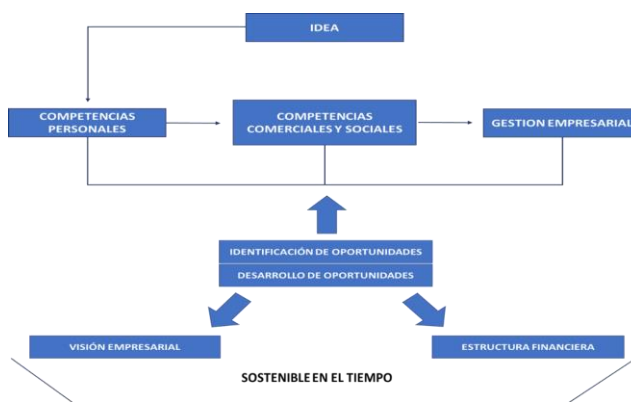 IDEA
COMPETENCIAS
PERSONALES
COMPETENCIAS
COMERCIALES Y SOCIALES
GESTION EMPRESARIAL
IDENTIFICACIÓN DE OPORTUNIDADES
DESARROLLO DE OPORTUNIDADES
VISIÓN EMPRESARIAL
ESTRUCTURA FINANCIERA
SOSTENIBLE EN EL TIEMPO